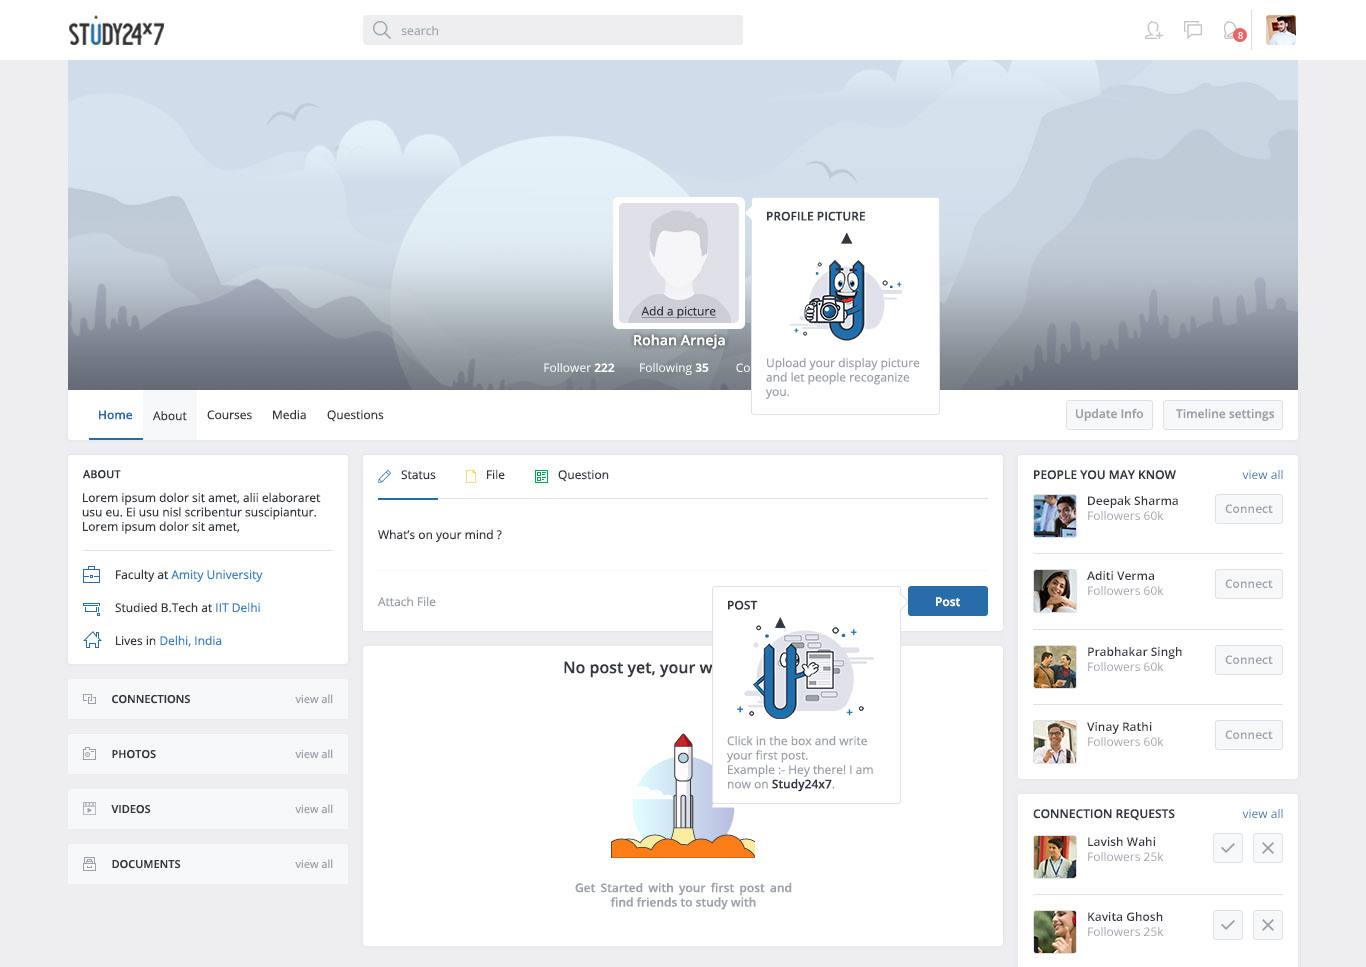 STUDY24x7
search
8
PROFILE PICTURE
Upload your display picture
and let people recoganize
you.
Add a picture
Rohan Arneja
Follower 222 Following 35 Co
Home About Courses Media Questions
Update Info Timeline settings
ABOUT
Lorem ipsum dolor sit amet, alii elaboraret
usu eu. Ei usu nisl scribentur suscipiantur.
Lorem ipsum dolor sit amet,
Faculty at Amity University
Studied B.Tech at IIT Delhi
Lives in Delhi, India
CONNECTIONS view all
PHOTOS view all
VIDEOS view all
DOCUMENTS view all
Status File Question
What's on your mind ?
Attach File
Post
POST
Click in the box and write
your first post.
Example :- Hey there! I am
now on Study24x7.
No post yet, your w
Get Started with your first post and
find friends to study with
PEOPLE YOU MAY KNOW view all
Deepak Sharma
Followers 60k
Connect
Aditi Verma
Followers 60k
Connect
Prabhakar Singh
Followers 60k
Connect
Vinay Rathi
Followers 60k
Connect
CONNECTION REQUESTS view all
Lavish Wahi
Followers 25k
Kavita Ghosh
Followers 25k